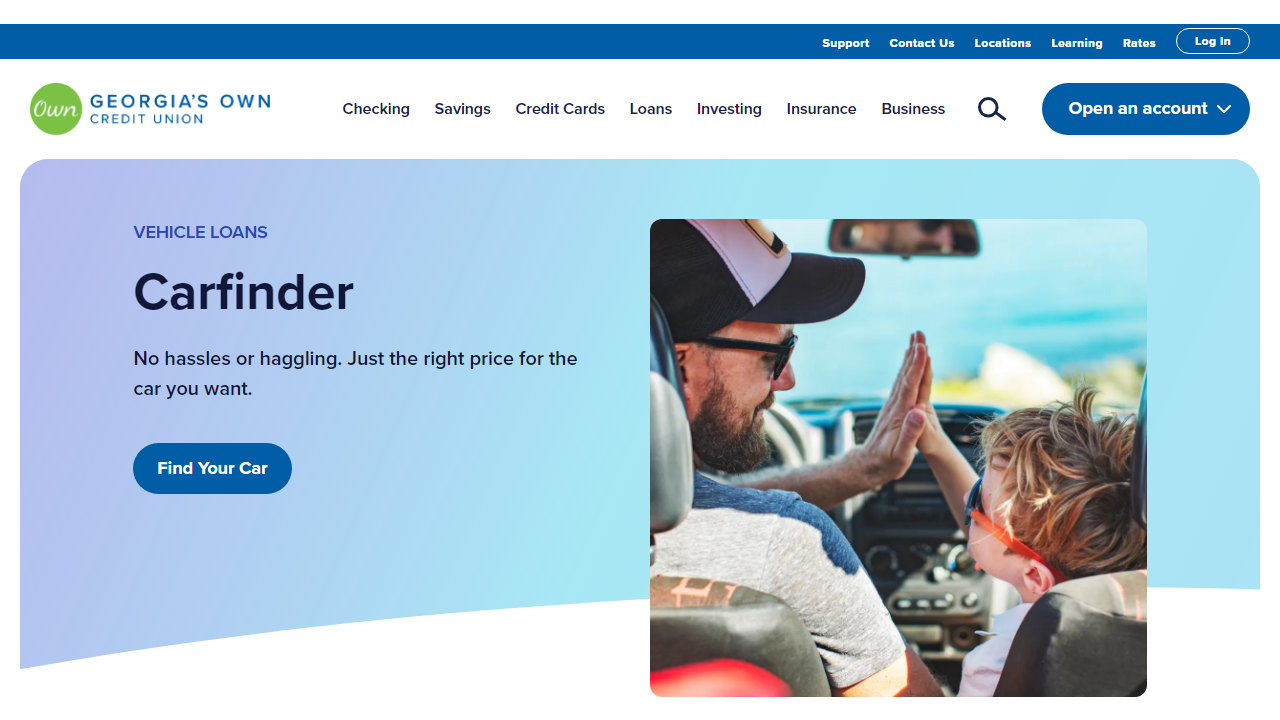 Support Contact Us Locations Learning Rates Log In
Own GEORGIA'S OWN
CREDIT UNION
Checking Savings Credit Cards Loans Investing Insurance Business Open an account
VEHICLE LOANS
Carfinder
No hassles or haggling. Just the right price for the
car you want.
Find Your Car